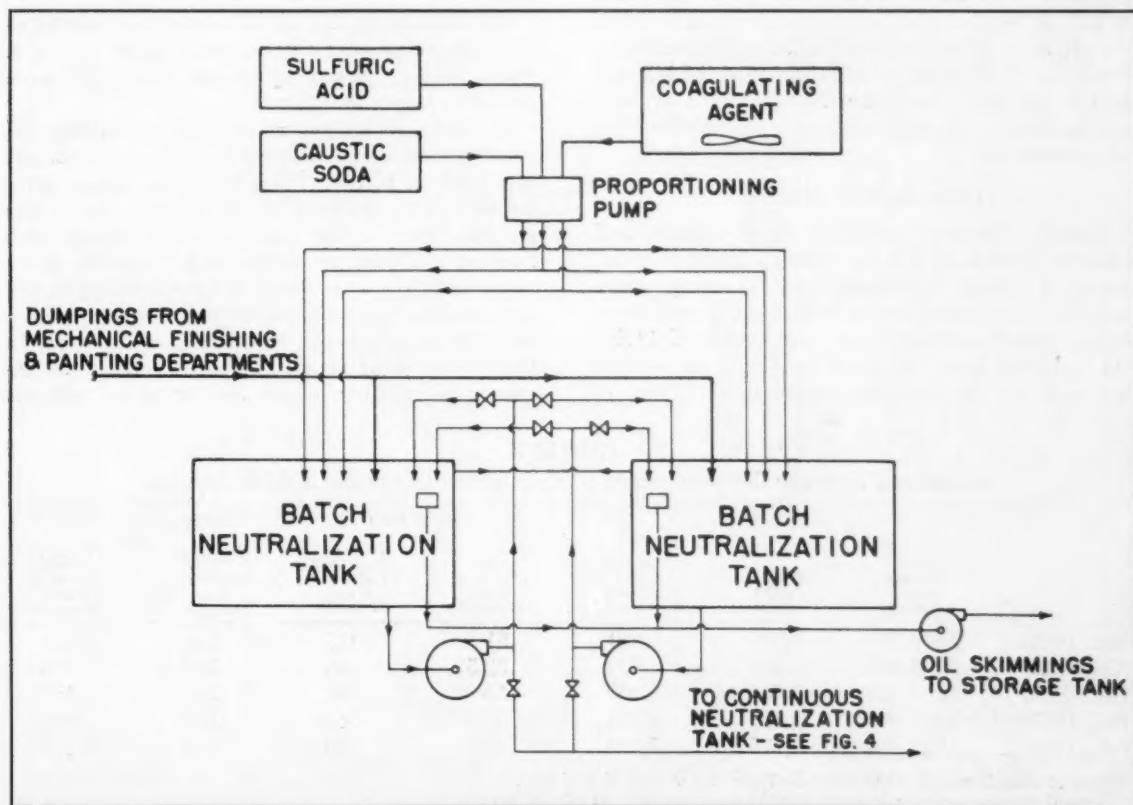 SULFURIC
ACID
CAUSTIC
SODA
COAGULATING
AGENT
PROPORTIONING
PUMP
DUMPINGS FROM
MECHANICAL FINISHING
& PAINTING DEPARTMENTS
BATCH
NEUTRALIZATION
TANK
BATCH
NEUTRALIZATION
TANK
OIL SKIMMINGS
TO STORAGE TANK
TO CONTINUOUS
NEUTRALIZATION
TANK – SEE FIG. 4